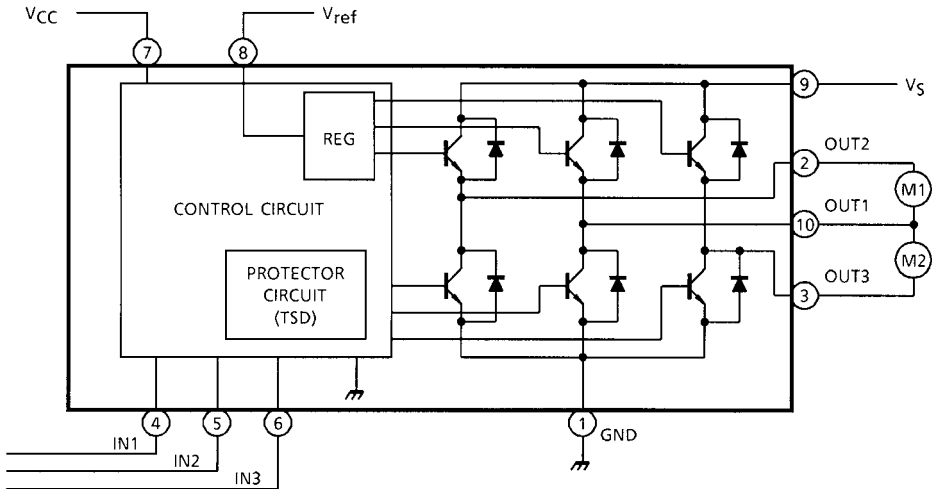 VCC
Vref
7
8
9
VS
REG
2
OUT2
M1
CONTROL CIRCUIT
10
OUT1
M2
PROTECTOR
CIRCUIT
(TSD)
3
OUT3
4
5
6
1
GND
IN1
IN2
IN3